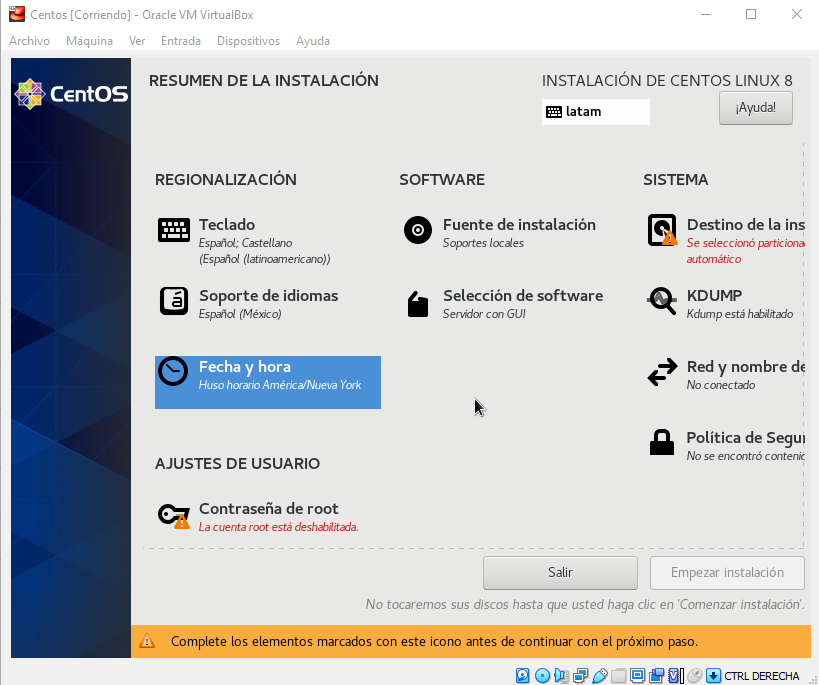 Centos [Corriendo] - Oracle VM VirtualBox
Archivo Máquina Ver Entrada Dispositivos Ayuda
CentOS
RESUMEN DE LA INSTALACIÓN
INSTALACIÓN DE CENTOS LINUX 8
latam
¡Ayuda!
REGIONALIZACIÓN
Teclado
Español; Castellano
(Español (latinoamericano))
Soporte de idiomas
Español (México)
Fecha y hora
Huso horario América/Nueva York
AJUSTES DE USUARIO
Contraseña de root
La cuenta root está deshabilitada.
SOFTWARE
Fuente de instalación
Soportes locales
Selección de software
Servidor con GUI
SISTEMA
Destino de la ins
Se seleccionó particiona
automático
KDUMP
Kdump está habilitado
Red y nombre de
No conectado
Política de Segur
No se encontró contenic
Salir
Empezar instalación
No tocaremos sus discos hasta que usted haga clic en 'Comenzar instalación'.
Complete los elementos marcados con este icono antes de continuar con el próximo paso.
CTRL DERECHA